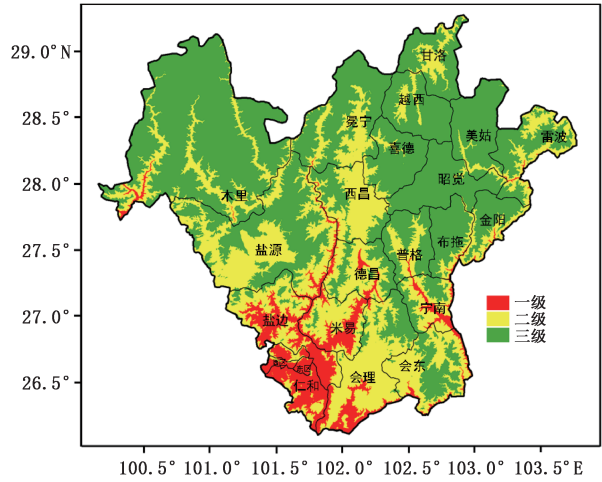 29.0°N
28.5°
28.0°
27.5°
27.0°
26.5°
甘洛
越西
冕宁
喜德
美姑
雷波
昭觉
木里
西昌
金阳
盐源
普格
布拖
德昌
宁南
盐边
米易
会东
会理
仁和
一级
二级
三级
100.5° 101.0° 101.5° 102.0° 102.5° 103.0° 103.5°E